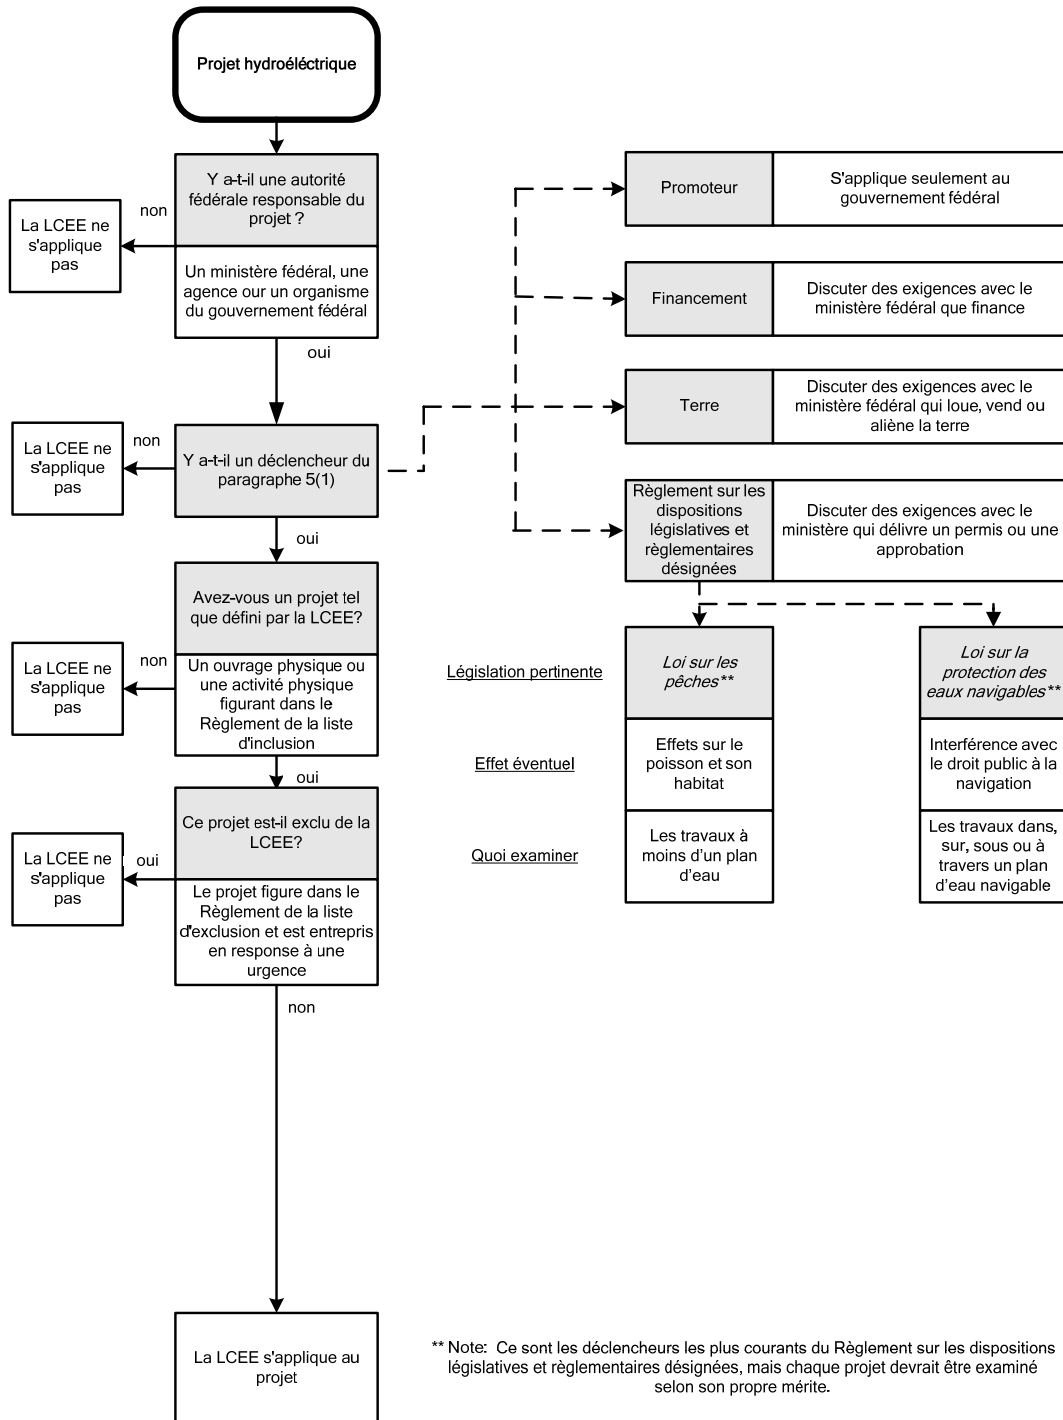 Projet hydroéléctrique
Y a-t-il une autorité
fédérale responsable du
projet ?
non
La LCEE ne
s'applique
pas
Un ministère fédéral, une
agence our un organisme
du gouvernement fédéral
oui
Y a-t-il un déclencheur du
paragraphe 5(1)
non
La LCEE ne
s'applique
pas
oui
Avez-vous un projet tel
que défini par la LCEE?
non
La LCEE ne
s'applique
pas
Un ouvrage physique ou
une activité physique
figurant dans le
Règlement de la liste
d'inclusion
oui
Ce projet est-il exclu de la
LCEE?
oui
La LCEE ne
s'applique
pas
Le projet figure dans le
Règlement de la liste
d'exclusion et est entrepris
en response à une
urgence
non
La LCEE s'applique au
projet
Promoteur
S'applique seulement au
gouvernement fédéral
Financement
Discuter des exigences avec le
ministère fédéral que finance
Terre
Discuter des exigences avec le
ministère fédéral qui loue, vend ou
aliène la terre
Règlement sur les
dispositions
législatives et
règlementaires
désignées
Discuter des exigences avec le
ministère qui délivre un permis ou une
approbation
Législation pertinente
Loi sur les
pêches**
Loi sur la
protection des
eaux navigables**
Effet éventuel
Effets sur le
poisson et son
habitat
Interférence avec
le droit public à la
navigation
Quoi examiner
Les travaux à
moins d'un plan
d'eau
Les travaux dans,
sur, sous ou à
travers un plan
d'eau navigable
** Note: Ce sont les déclencheurs les plus courants du Règlement sur les dispositions
législatives et règlementaires désignées, mais chaque projet devrait être examiné
selon son propre mérite.